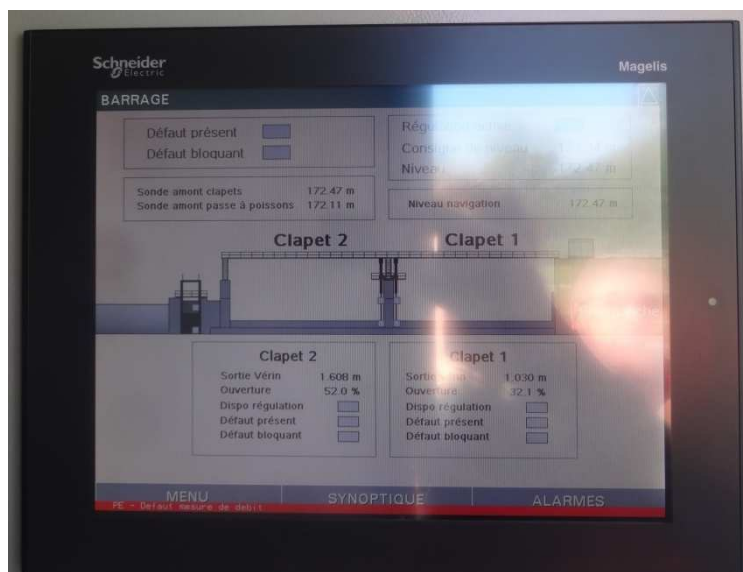 Schneider
Electric
Magelis
BARRAGE
Défaut présent
Défaut bloquant
Niveau
172.47 m
Sonde amont clapets 172.47 m
Sonde amont passe à poissons 172.11 m
Niveau navigation 172.47 m
Clapet 2 Clapet 1
Clapet 2
Sortie Vérin 1.608 m
Ouverture 52.0 %
Dispo régulation
Défaut présent
Défaut bloquant
Clapet 1
Sortie Vérin 1.030 m
Ouverture 32.1 %
Dispo régulation
Défaut présent
Défaut bloquant
MENU SYNOPTIQUE ALARMES
PE - Defaut mesure de debit